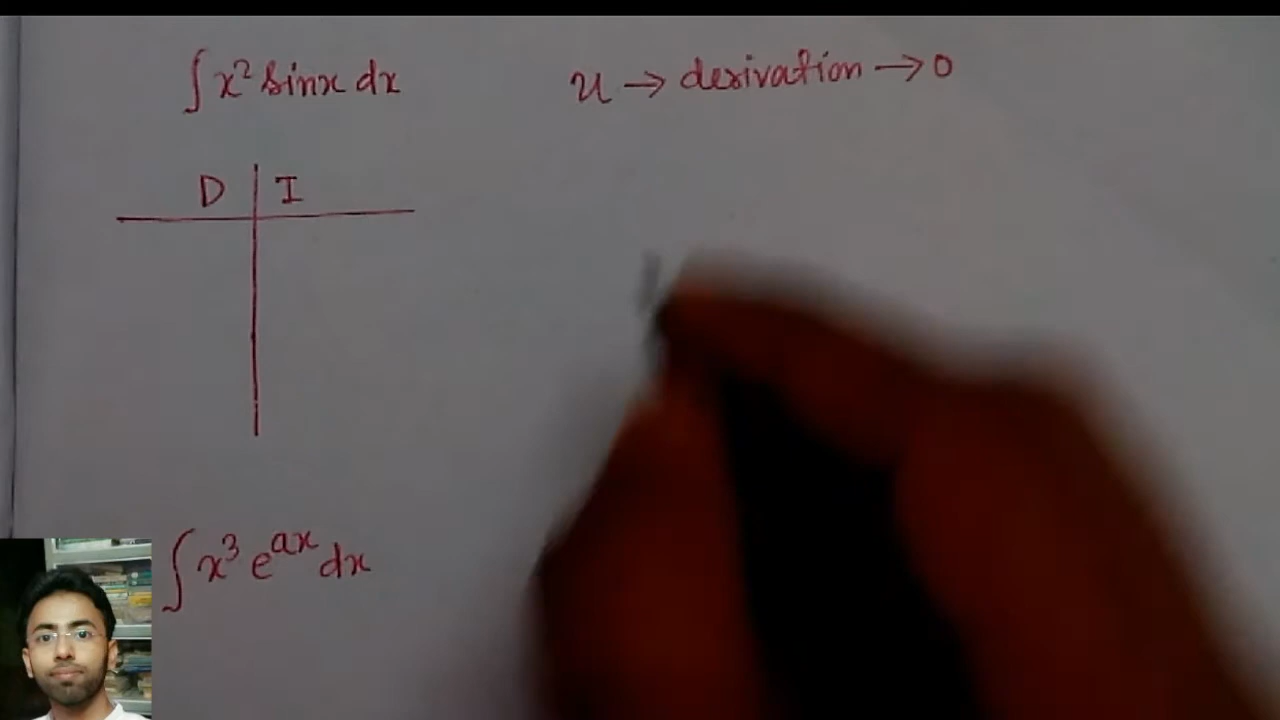 ∫ x² sinx dx
u → derivation → 0
D | I
∫ x³ e^{ax} dx